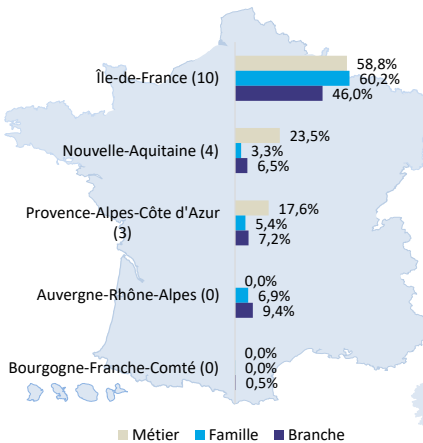 58,8%
Île-de-France (10)
60,2%
46,0%
23,5%
Nouvelle-Aquitaine (4)
3,3%
6,5%
17,6%
Provence-Alpes-Côte d'Azur
(3)
5,4%
7,2%
0,0%
Auvergne-Rhône-Alpes (0)
6,9%
9,4%
0,0%
Bourgogne-Franche-Comté (0)
0,0%
0,5%
Métier Famille Branche